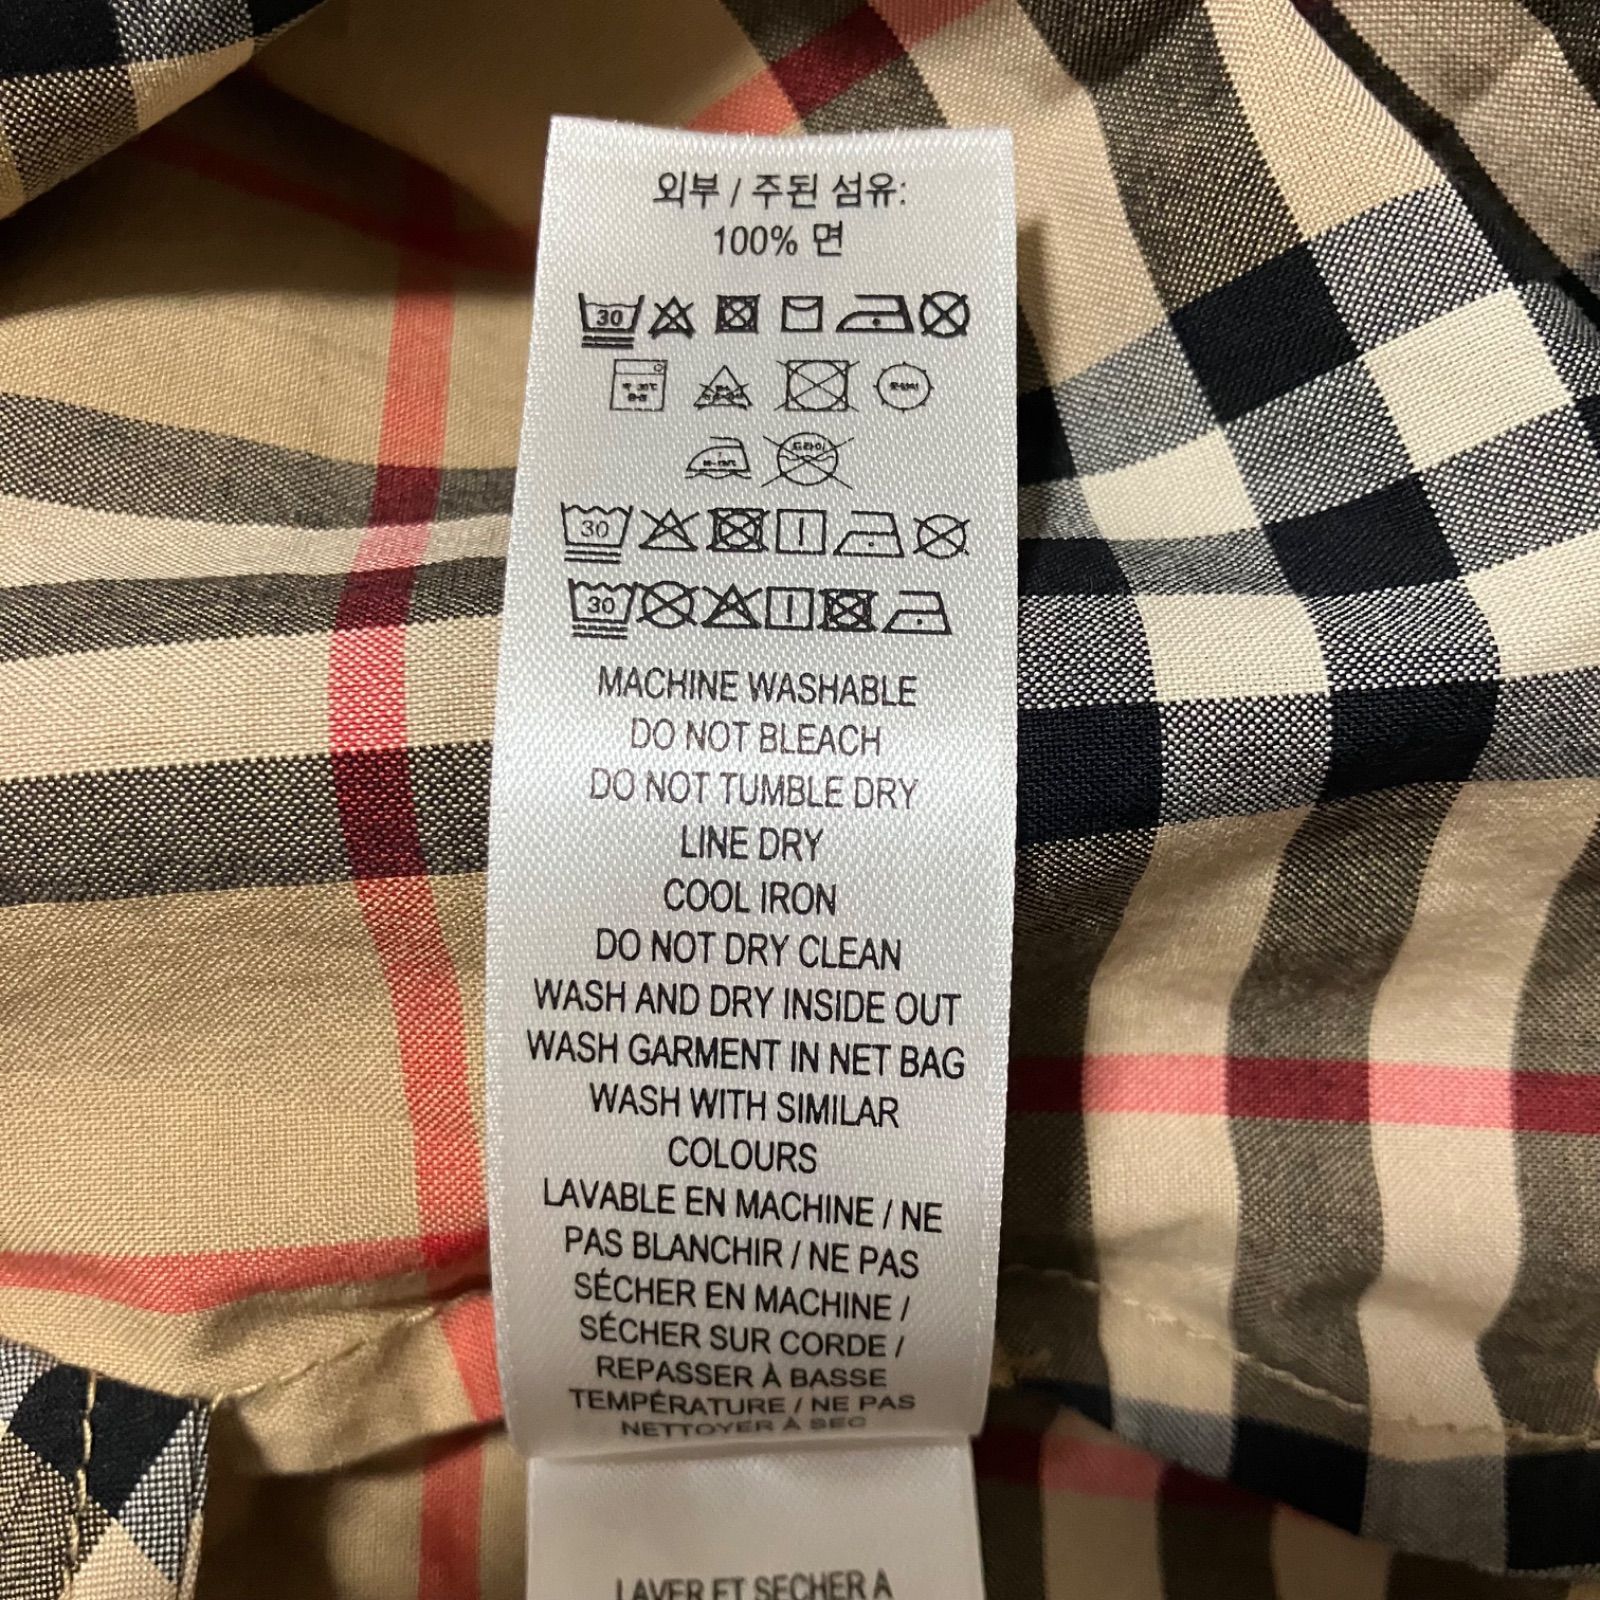 외부 / 주된 섬유:
100% 면
30
30
30
MACHINE WASHABLE
DO NOT BLEACH
DO NOT TUMBLE DRY
LINE DRY
COOL IRON
DO NOT DRY CLEAN
WASH AND DRY INSIDE OUT
WASH GARMENT IN NET BAG
WASH WITH SIMILAR
COLOURS
LAVABLE EN MACHINE / NE
PAS BLANCHIR / NE PAS
SÉCHER EN MACHINE /
SÉCHER SUR CORDE /
REPASSER À BASSE
TEMPÉRATURE / NE PAS
NETTOYER À SEC
LAVER ET SECHER A